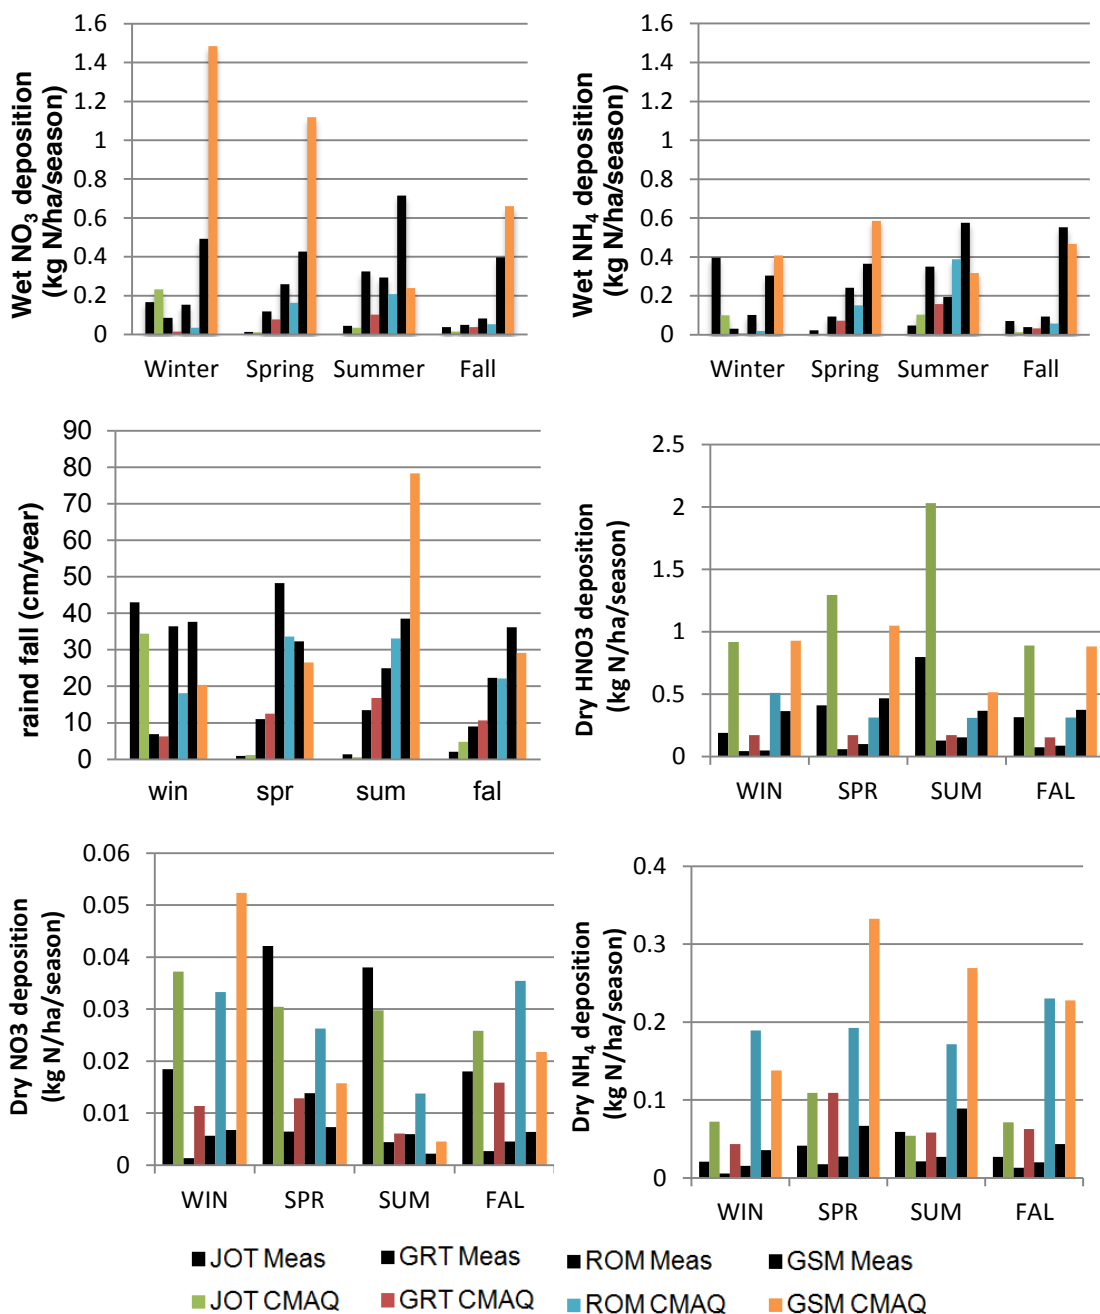 Wet NO3 deposition
(kg N/ha/season)
1.6
1.4
1.2
1
0.8
0.6
0.4
0.2
0
Winter Spring Summer Fall
Wet NH4 deposition
(kg N/ha/season)
1.6
1.4
1.2
1
0.8
0.6
0.4
0.2
0
Winter Spring Summer Fall
raind fall (cm/year)
90
80
70
60
50
40
30
20
10
0
win spr sum fal
Dry HNO3 deposition
(kg N/ha/season)
2.5
2
1.5
1
0.5
0
WIN SPR SUM FAL
Dry NO3 deposition
(kg N/ha/season)
0.06
0.05
0.04
0.03
0.02
0.01
0
WIN SPR SUM FAL
Dry NH4 deposition
(kg N/ha/season)
0.4
0.3
0.2
0.1
0
WIN SPR SUM FAL
JOT Meas GRT Meas ROM Meas GSM Meas
JOT CMAQ GRT CMAQ ROM CMAQ GSM CMAQ